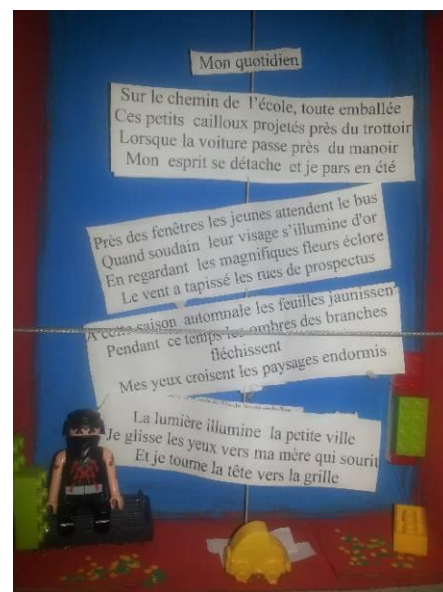 Mon quotidien
Sur le chemin de l'école, toute emballée
Ces petits cailloux projetés près du trottoir
Lorsque la voiture passe près du manoir
Mon esprit se détache et je pars en été
Près des fenêtres les jeunes attendent le bus
Quand soudain leur visage s'illumine d'or
En regardant les magnifiques fleurs éclore
Le vent a tapissé les rues de prospectus
A cette saison automnale les feuilles jaunissen
Pendant ce temps les ombres des branches
fléchissent
Mes yeux croisent les paysages endormis
La lumière illumine la petite ville
Je glisse les yeux vers ma mère qui sourit
Et je tourne la tête vers la grille